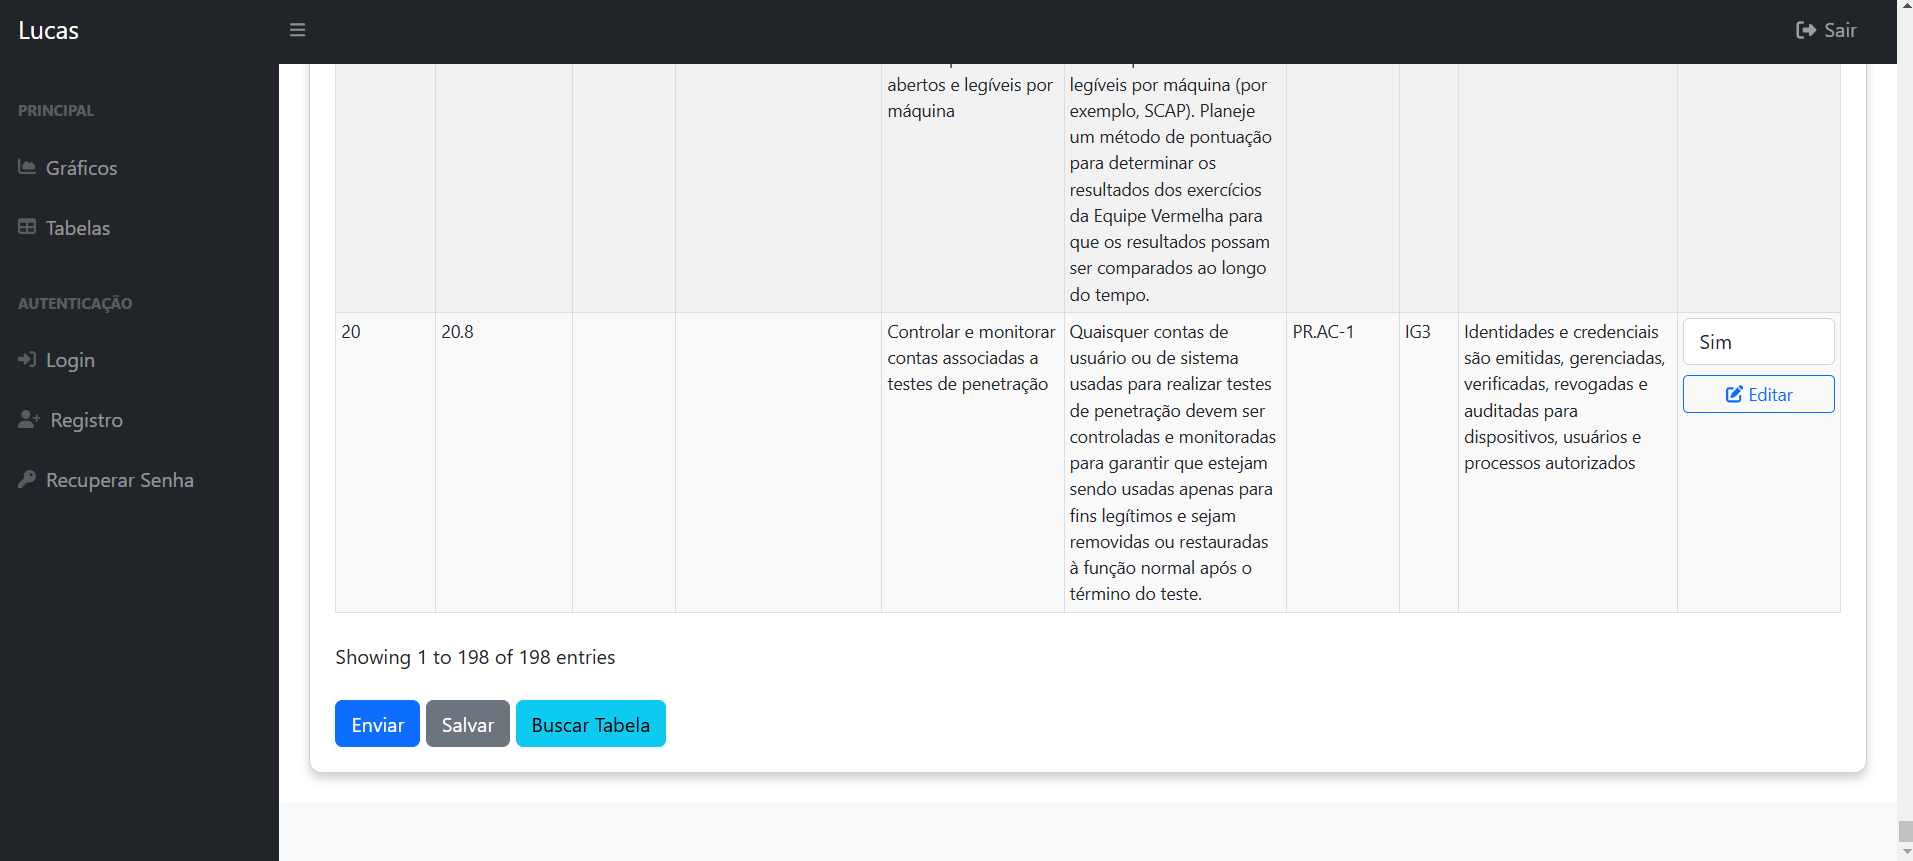 Lucas
Sair
PRINCIPAL
Gráficos
Tabelas
AUTENTICAÇÃO
Login
Registro
Recuperar Senha
abertos e legíveis por
máquina
legíveis por máquina (por
exemplo, SCAP). Planeje
um método de pontuação
para determinar os
resultados dos exercícios
da Equipe Vermelha para
que os resultados possam
ser comparados ao longo
do tempo.
20
20.8
Controlar e monitorar
contas associadas a
testes de penetração
Quaisquer contas de
usuário ou de sistema
usadas para realizar testes
de penetração devem ser
controladas e monitoradas
para garantir que estejam
sendo usadas apenas para
fins legítimos e sejam
removidas ou restauradas
à função normal após o
término do teste.
PR.AC-1
IG3
Identidades e credenciais
são emitidas, gerenciadas,
verificadas, revogadas e
auditadas para
dispositivos, usuários e
processos autorizados
Sim
Editar
Showing 1 to 198 of 198 entries
Enviar
Salvar
Buscar Tabela